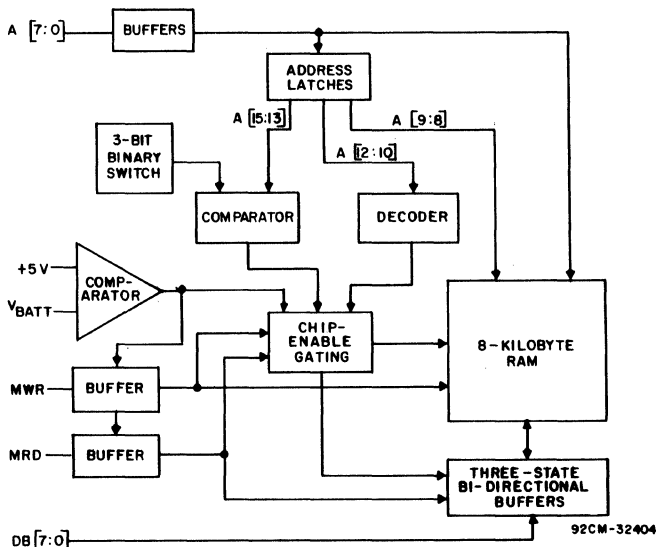 A [7:0]
BUFFERS
ADDRESS
LATCHES
A [15:13]
A [9:8]
3-BIT
BINARY
SWITCH
A [12:10]
COMPARATOR
DECODER
+5V
COMP-
ARATOR
VBATT
CHIP-
ENABLE
GATING
8-KILOBYTE
RAM
MWR
BUFFER
MRD
BUFFER
THREE-STATE
BI-DIRECTIONAL
BUFFERS
92CM-32404
DB [7:0]